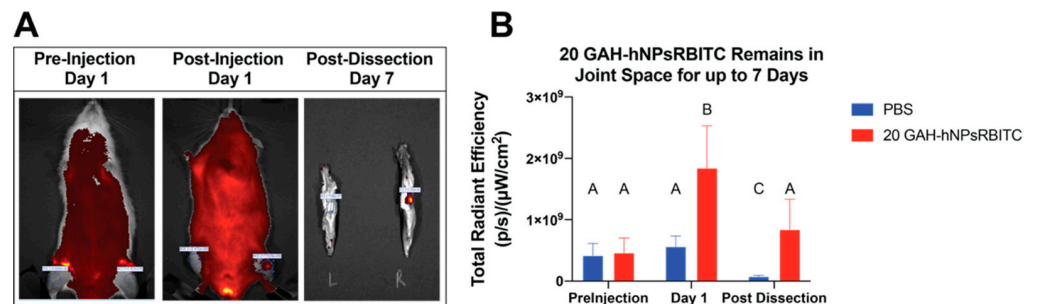 A
Pre-Injection
Day 1
Post-Injection
Day 1
Post-Dissection
Day 7
L
R
B
20 GAH-hNPsRBITC Remains in
Joint Space for up to 7 Days
Total Radiant Efficiency
(p/s)/(μW/cm²)
3×10⁹
2×10⁹
1×10⁹
0
A
A
A
B
C
A
PreInjection
Day 1
Post Dissection
PBS
20 GAH-hNPsRBITC